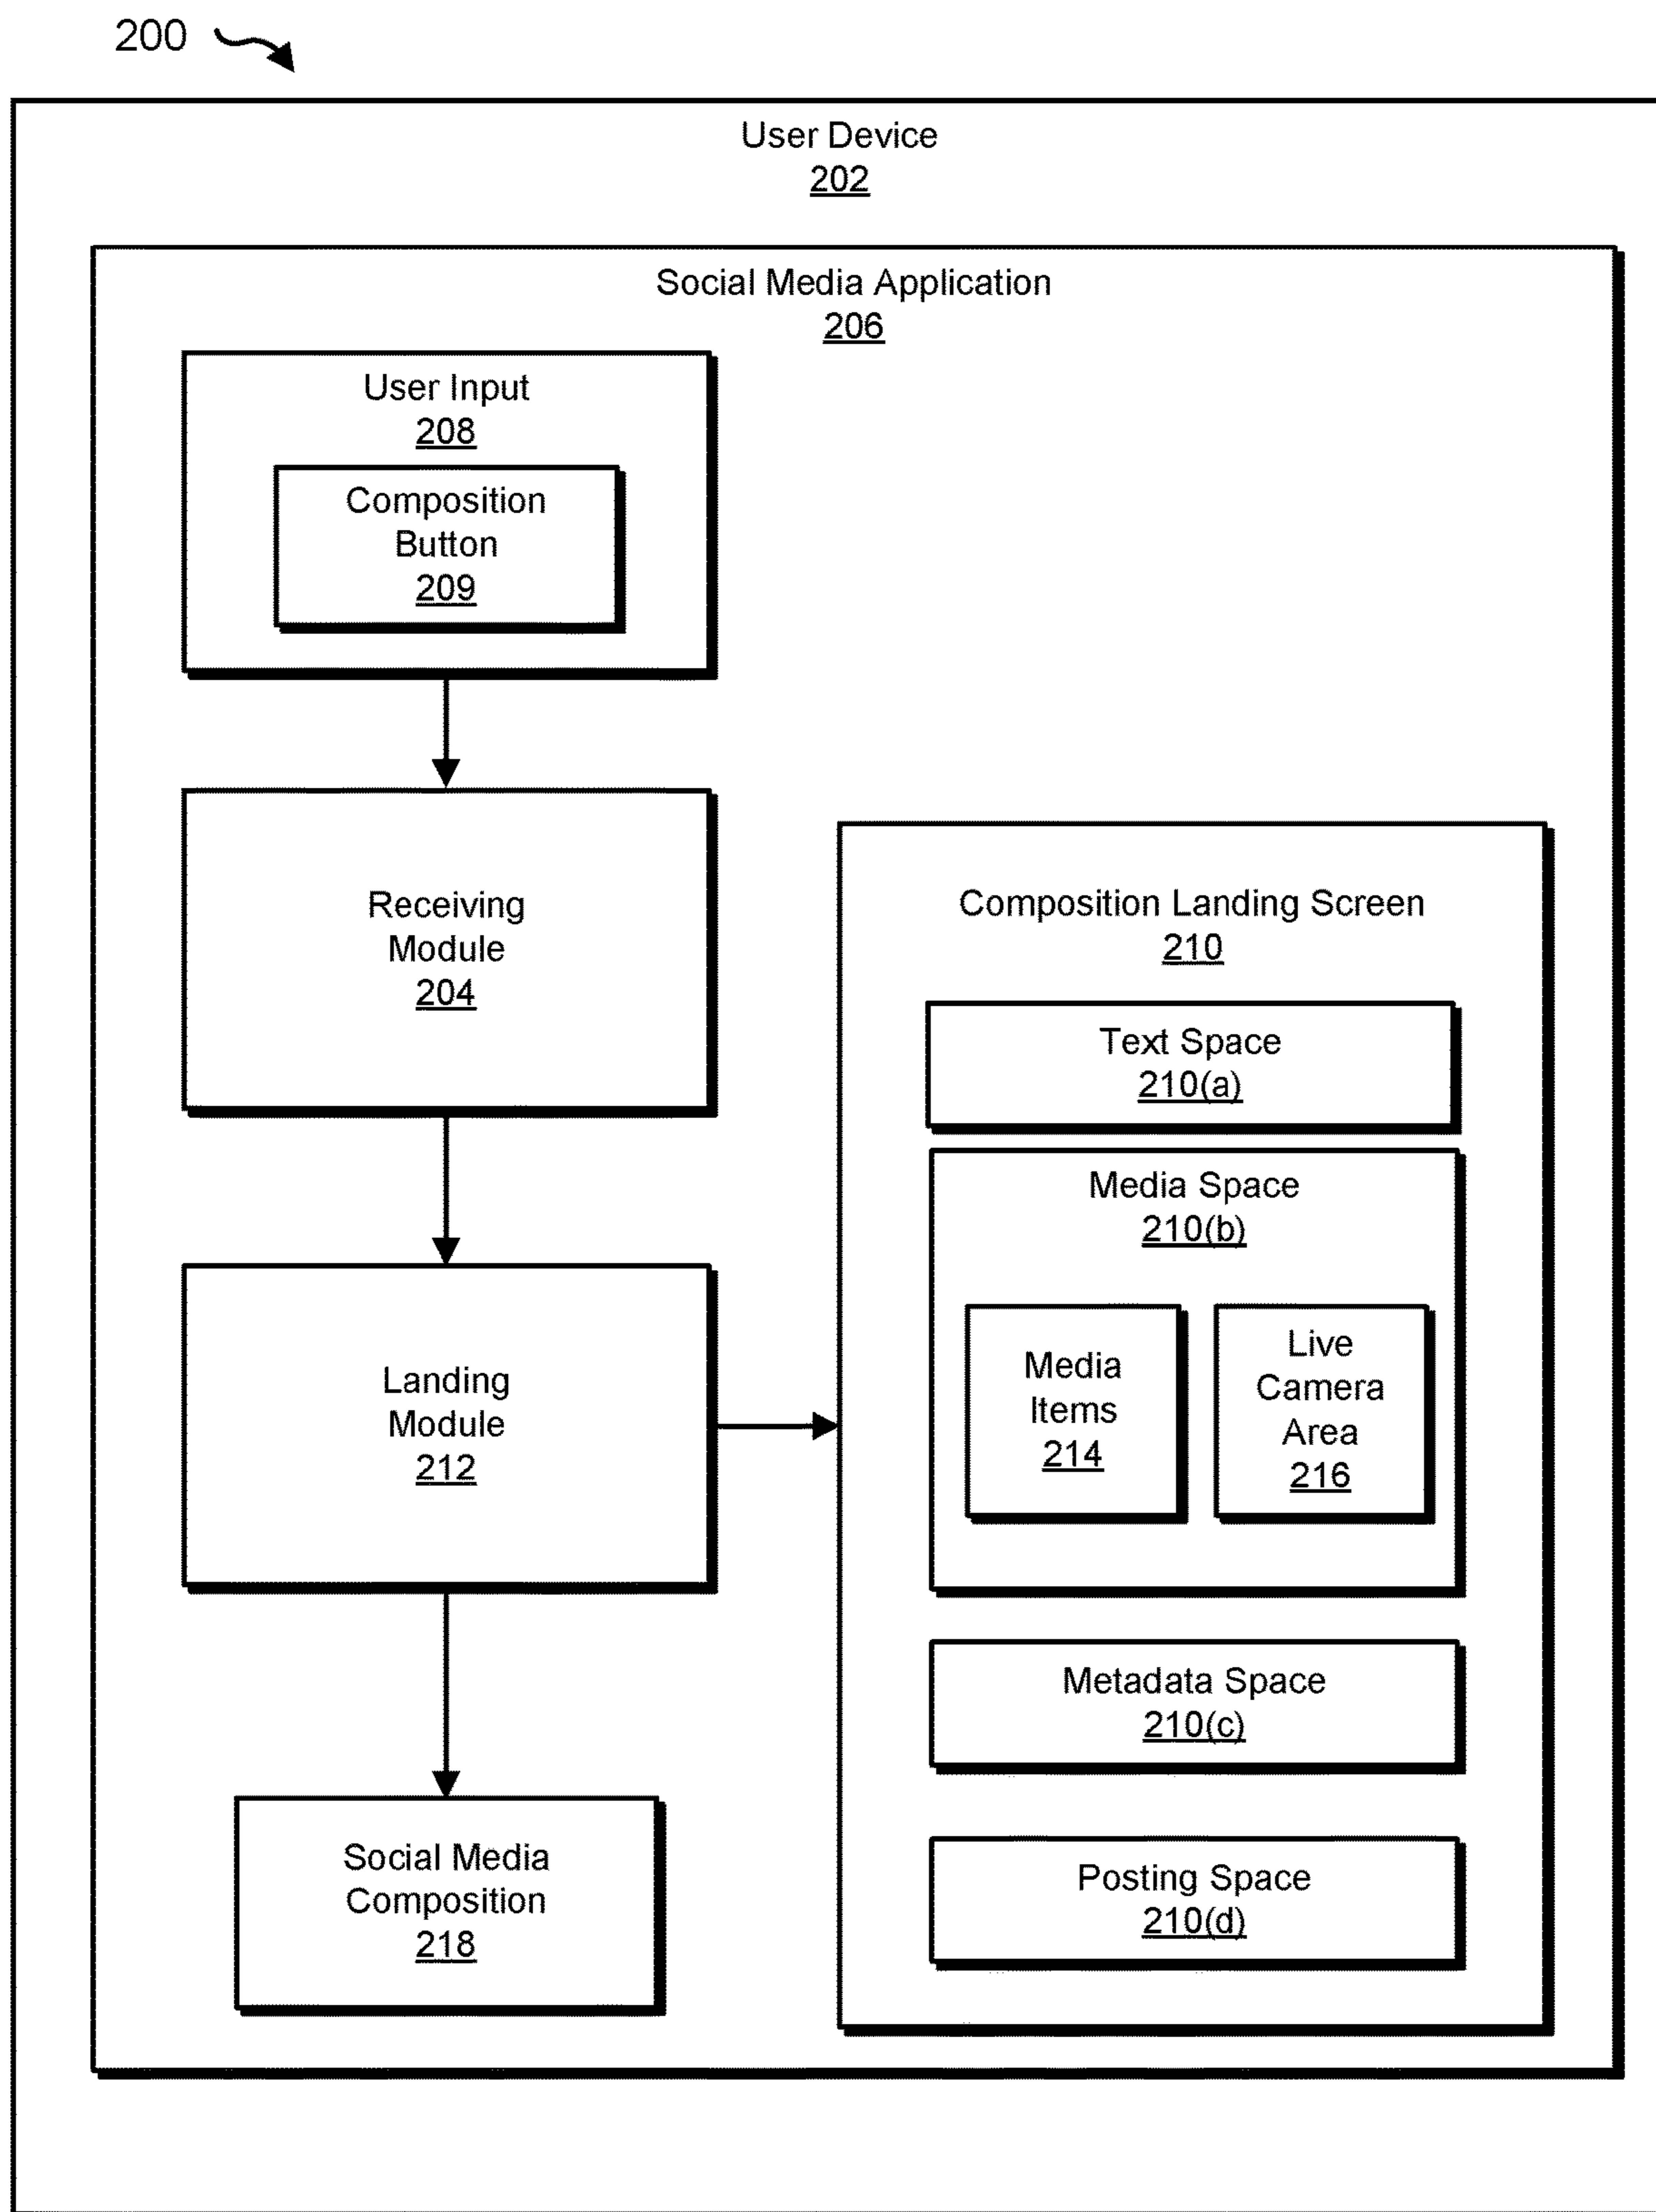 200
User Device
202
Social Media Application
206
User Input
208
Composition
Button
209
Receiving
Module
204
Landing
Module
212
Social Media
Composition
218
Composition Landing Screen
210
Text Space
210(a)
Media Space
210(b)
Media
Items
214
Live
Camera
Area
216
Metadata Space
210(c)
Posting Space
210(d)